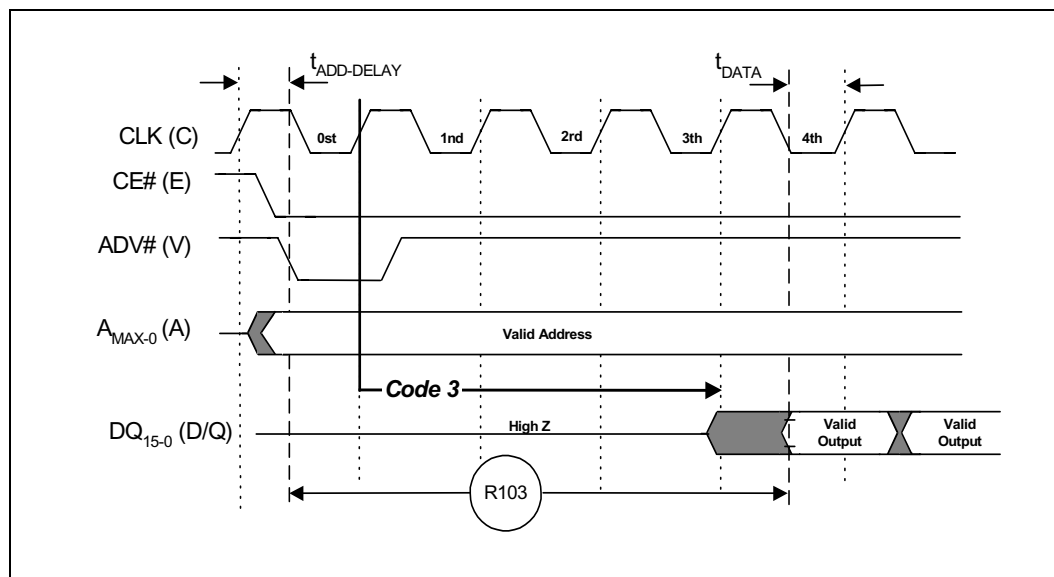 tADD-DELAY
tDATA
CLK (C)
0st 1nd 2rd 3th 4th
CE# (E)
ADV# (V)
AMAX-0 (A)
Valid Address
Code 3
DQ15-0 (D/Q)
High Z
Valid Output
Valid Output
R103